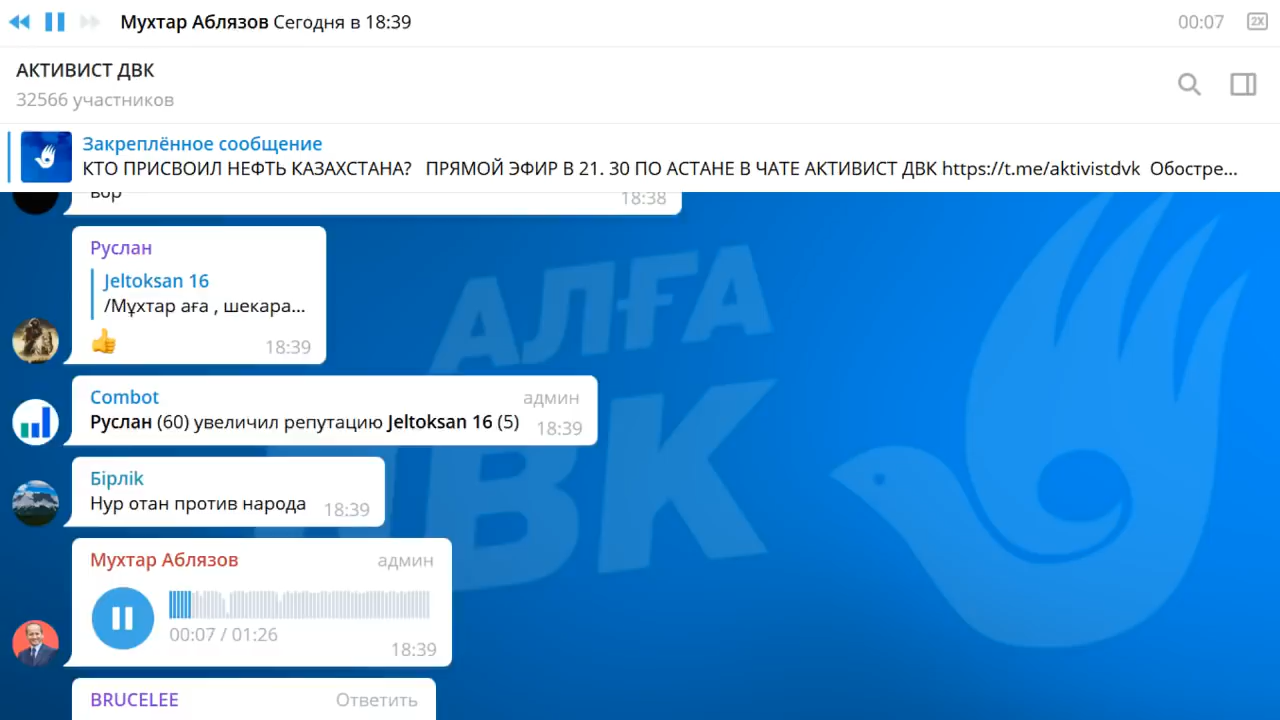 Мухтар Аблязов Сегодня в 18:39
00:07
2X
АКТИВИСТ ДВК
32566 участников
Закреплённое сообщение
КТО ПРИСВОИЛ НЕФТЬ КАЗАХСТАНА? ПРЯМОЙ ЭФИР В 21. 30 ПО АСТАНЕ В ЧАТЕ АКТИВИСТ ДВК https://t.me/aktivistdvk Обостре...
вор
18:38
Руслан
Jeltoksan 16
/Мұхтар аға , шекара...
18:39
Combot админ
Руслан (60) увеличил репутацию Jeltoksan 16 (5) 18:39
Бірлік
Нур отан против народа 18:39
Мухтар Аблязов админ
00:07 / 01:26
18:39
BRUCELEE Ответить
АЛҒА
ДВК